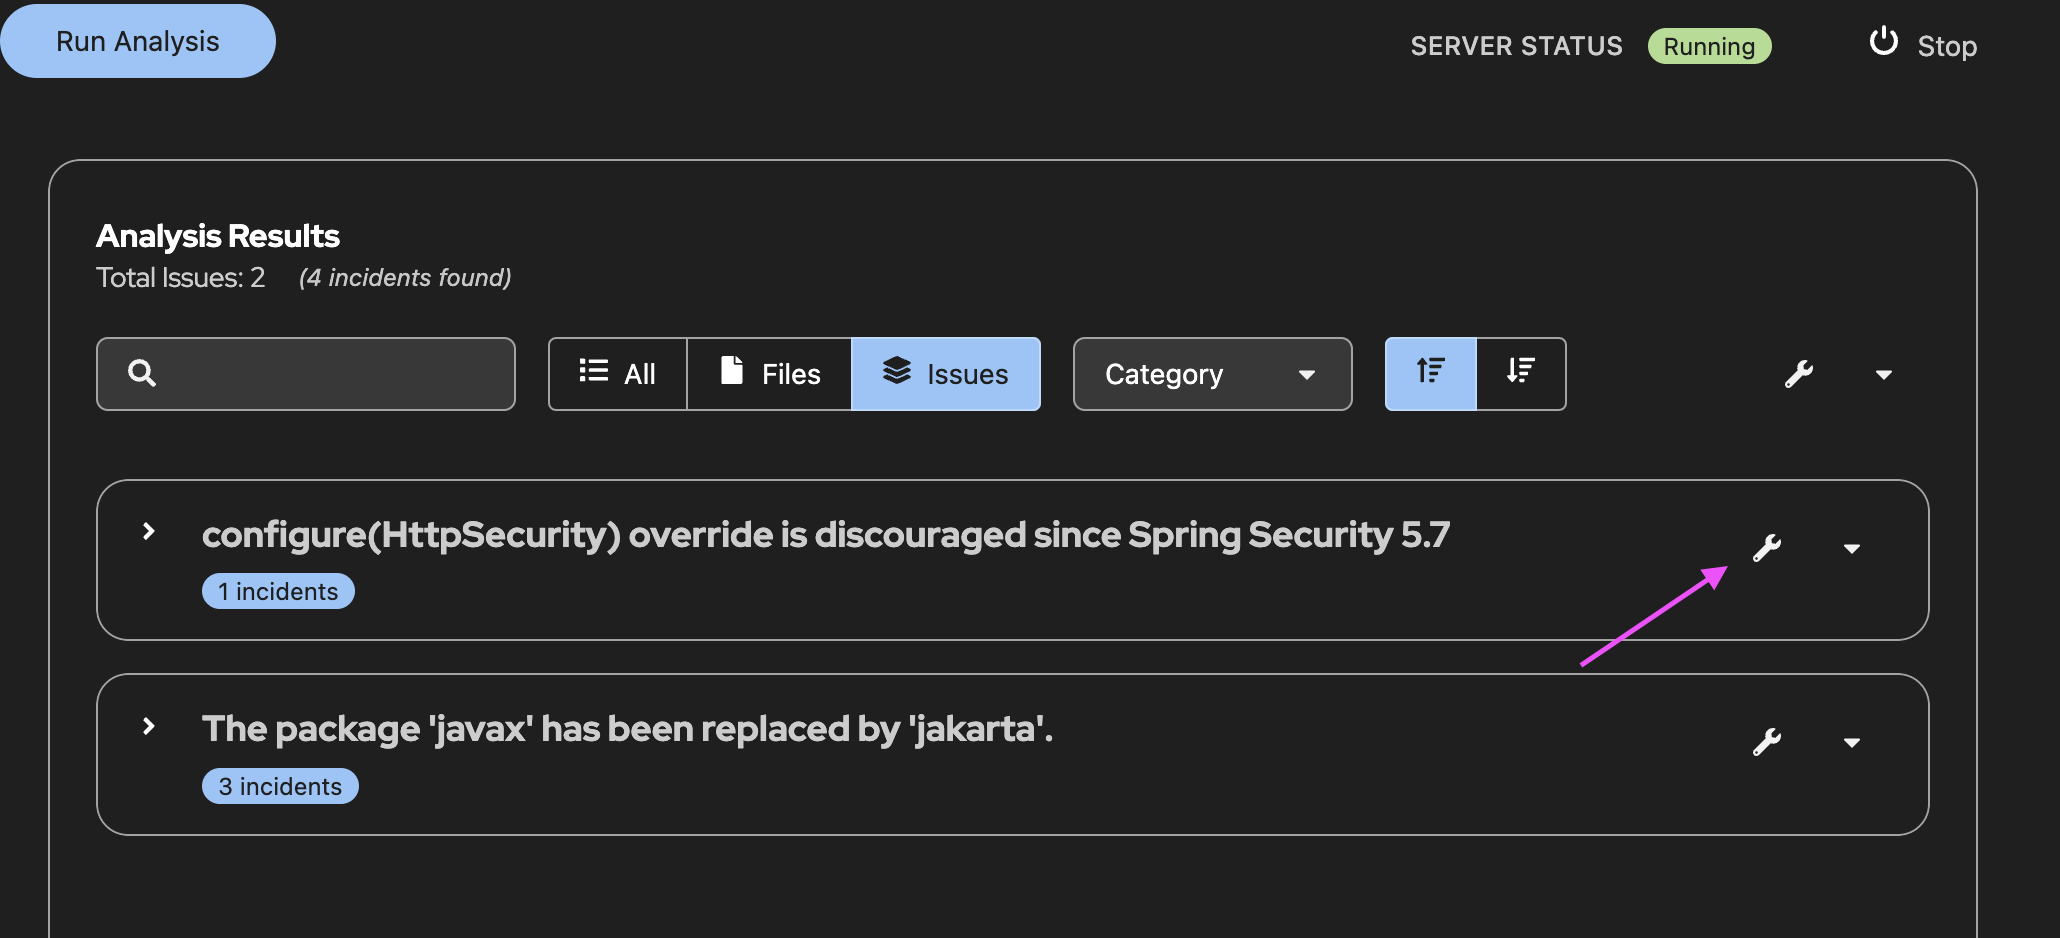 Run Analysis
SERVER STATUS Running Stop
Analysis Results
Total Issues: 2 (4 incidents found)
All Files Issues Category
configure(HttpSecurity) override is discouraged since Spring Security 5.7
1 incidents
The package 'javax' has been replaced by 'jakarta'.
3 incidents